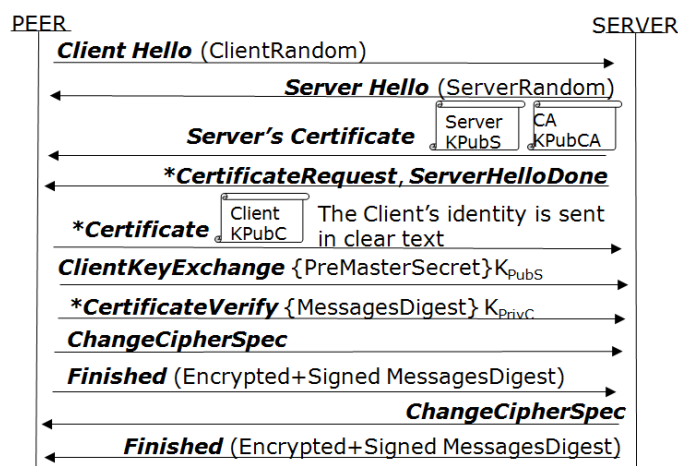 PEER SERVER
Client Hello (ClientRandom)
Server Hello (ServerRandom)
Server's Certificate Server KPubS CA KPubCA
*CertificateRequest, ServerHelloDone
*Certificate Client KPubC The Client's identity is sent in clear text
ClientKeyExchange {PreMasterSecret}KPubS
*CertificateVerify {MessagesDigest} KPrivC
ChangeCipherSpec
Finished (Encrypted+Signed MessagesDigest)
ChangeCipherSpec
Finished (Encrypted+Signed MessagesDigest)